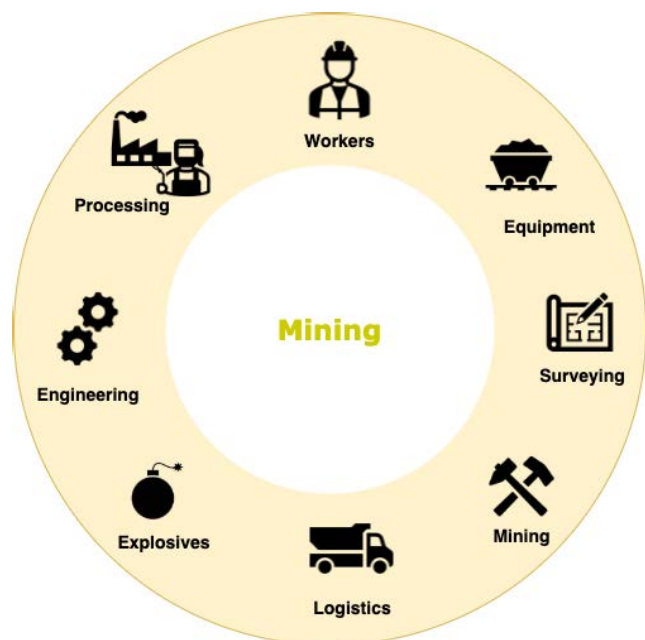 Workers
Equipment
Surveying
Mining
Logistics
Explosives
Engineering
Processing
Mining